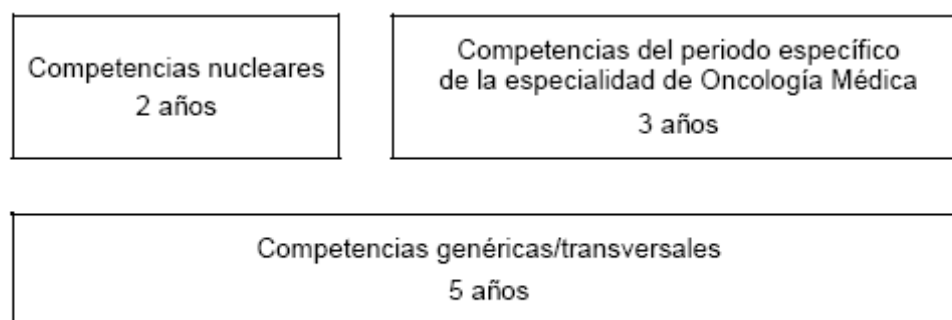 Competencias nucleares
2 años
Competencias del periodo específico
de la especialidad de Oncología Médica
3 años
Competencias genéricas/transversales
5 años